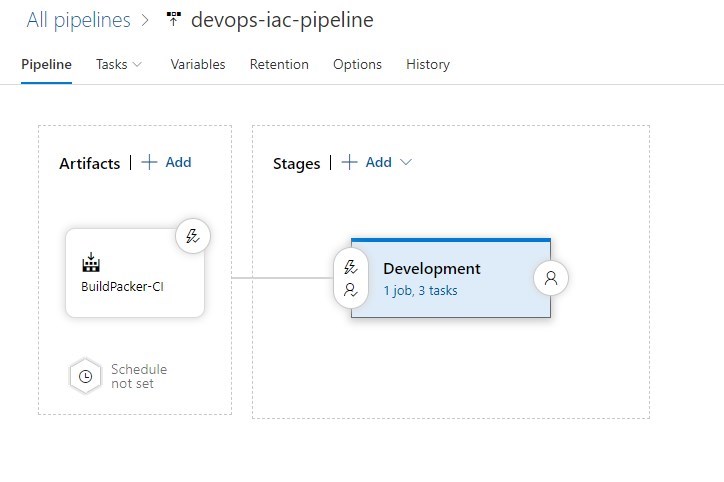 All pipelines > devops-iac-pipeline
Pipeline Tasks Variables Retention Options History
Artifacts | + Add
Stages | + Add
BuildPacker-CI
Development
1 job, 3 tasks
Schedule
not set